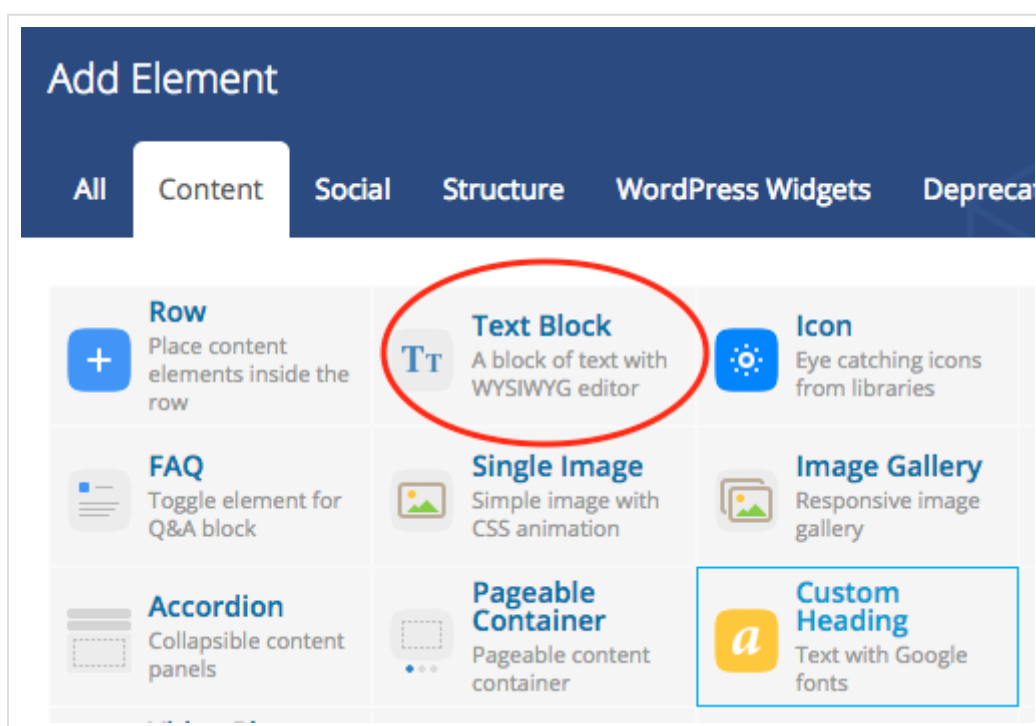 Add Element
All Content Social Structure WordPress Widgets
Row
Place content
elements inside the
row
Text Block
A block of text with
WYSIWYG editor
Icon
Eye catching icons
from libraries
FAQ
Toggle element for
Q&A block
Single Image
Simple image with
CSS animation
Image Gallery
Responsive image
gallery
Accordion
Collapsible content
panels
Pageable
Container
Pageable content
container
Custom
Heading
Text with Google
fonts